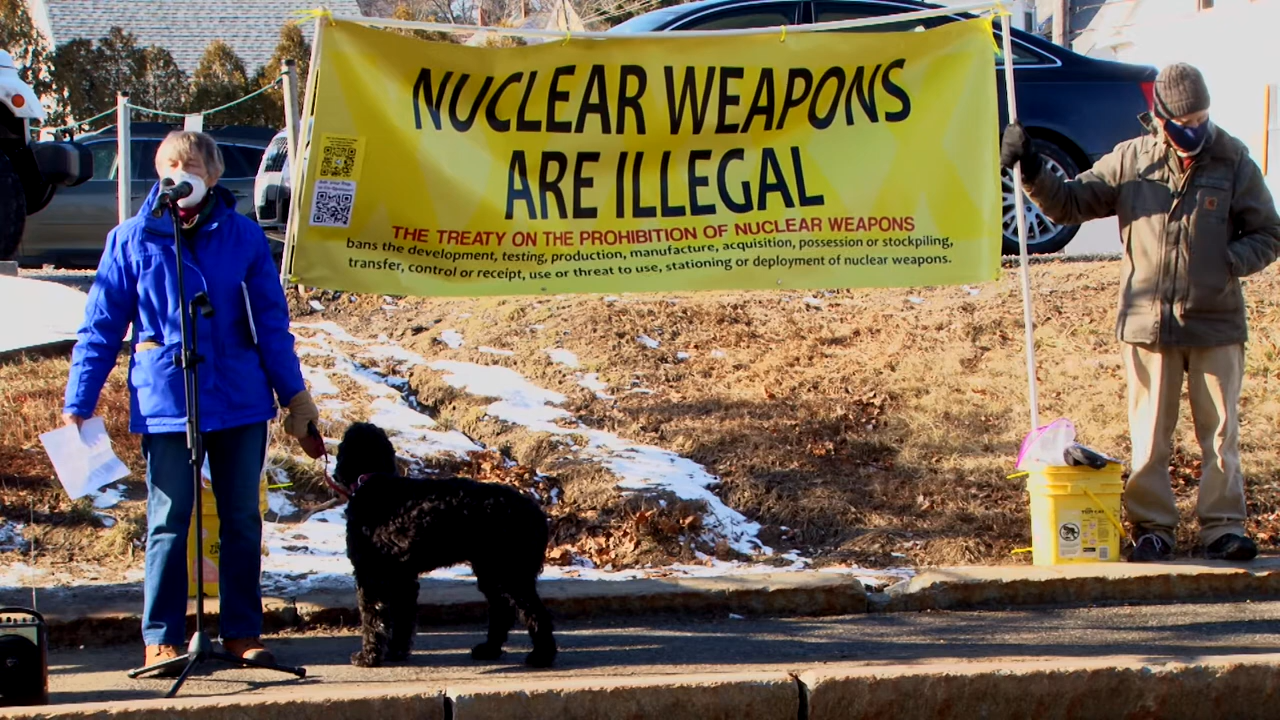 NUCLEAR WEAPONS
ARE ILLEGAL
THE TREATY ON THE PROHIBITION OF NUCLEAR WEAPONS
bans the development, testing, production, manufacture, acquisition, possession or stockpiling,
transfer, control or receipt, use or threat to use, stationing or deployment of nuclear weapons.